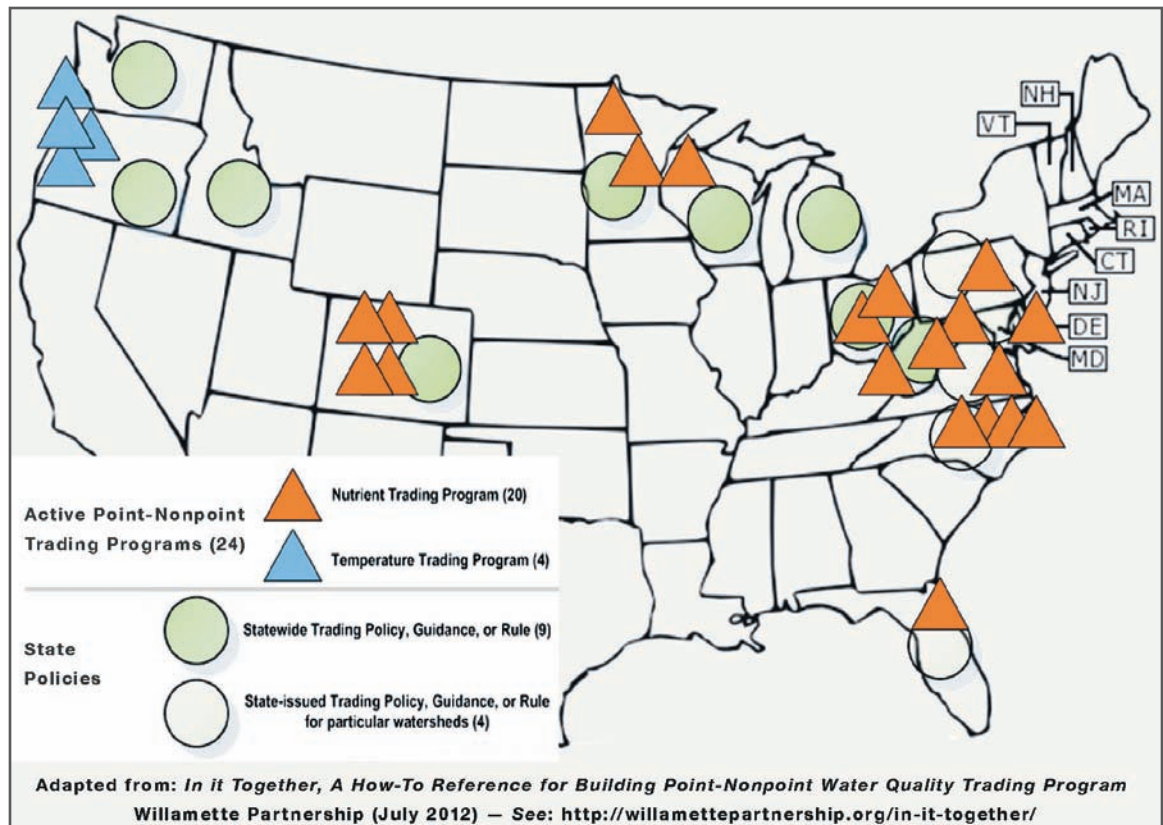 NH
VT
MA
RI
CT
NJ
DE
MD
Active Point-Nonpoint
Trading Programs (24)
Nutrient Trading Program (20)
Temperature Trading Program (4)
State
Policies
Statewide Trading Policy, Guidance, or Rule (9)
State-issued Trading Policy, Guidance, or Rule
for particular watersheds (4)
Adapted from: In it Together, A How-To Reference for Building Point-Nonpoint Water Quality Trading Program
Willamette Partnership (July 2012) — See: http://willamettepartnership.org/in-it-together/